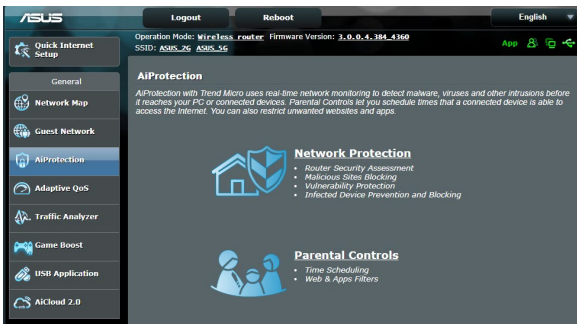 ASUS
Logout
Reboot
English
Quick Internet
Setup
Operation Mode: Wireless router Firmware Version: 3.0.0.4.384_4360
SSID: ASUS_2G ASUS_5G
App
General
Network Map
Guest Network
AiProtection
Adaptive QoS
Traffic Analyzer
Game Boost
USB Application
AiCloud 2.0
AiProtection
AiProtection with Trend Micro uses real-time network monitoring to detect malware, viruses and other intrusions before
it reaches your PC or connected devices. Parental Controls let you schedule times that a connected device is able to
access the Internet. You can also restrict unwanted websites and apps.
Network Protection
• Router Security Assessment
• Malicious Sites Blocking
• Vulnerability Protection
• Infected Device Prevention and Blocking
Parental Controls
• Time Scheduling
• Web & Apps Filters